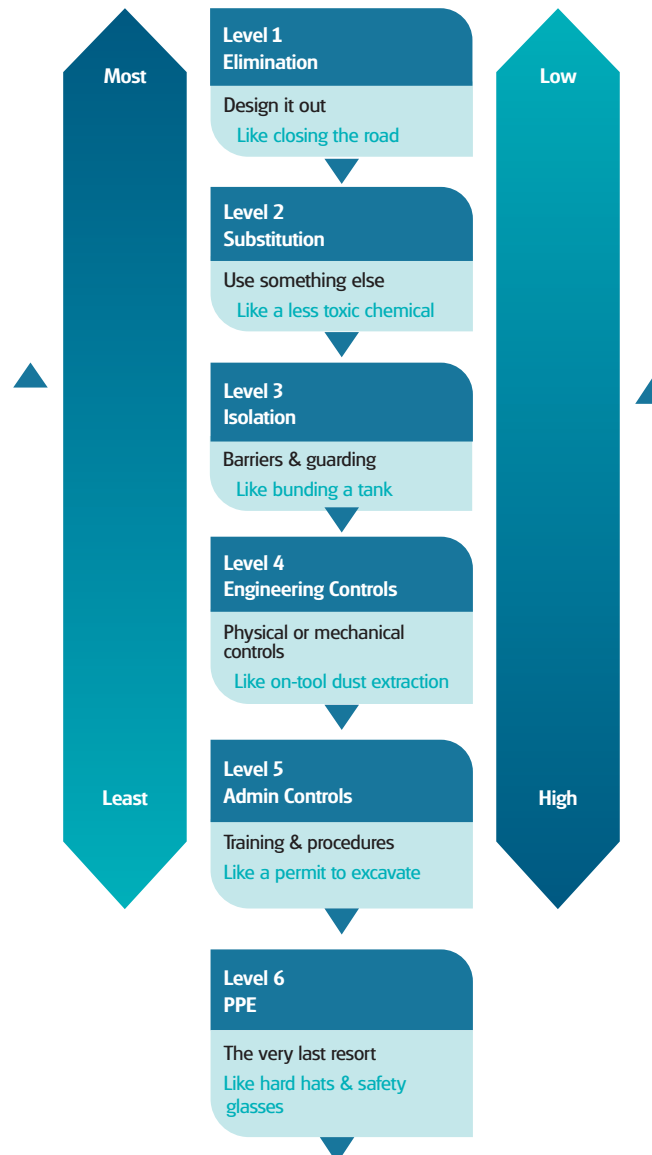 Most
Low
Level 1
Elimination
Design it out
Like closing the road
Level 2
Substitution
Use something else
Like a less toxic chemical
Level 3
Isolation
Barriers & guarding
Like bunding a tank
Level 4
Engineering Controls
Physical or mechanical
controls
Like on-tool dust extraction
Level 5
Admin Controls
Training & procedures
Like a permit to excavate
Least
High
Level 6
PPE
The very last resort
Like hard hats & safety
glasses